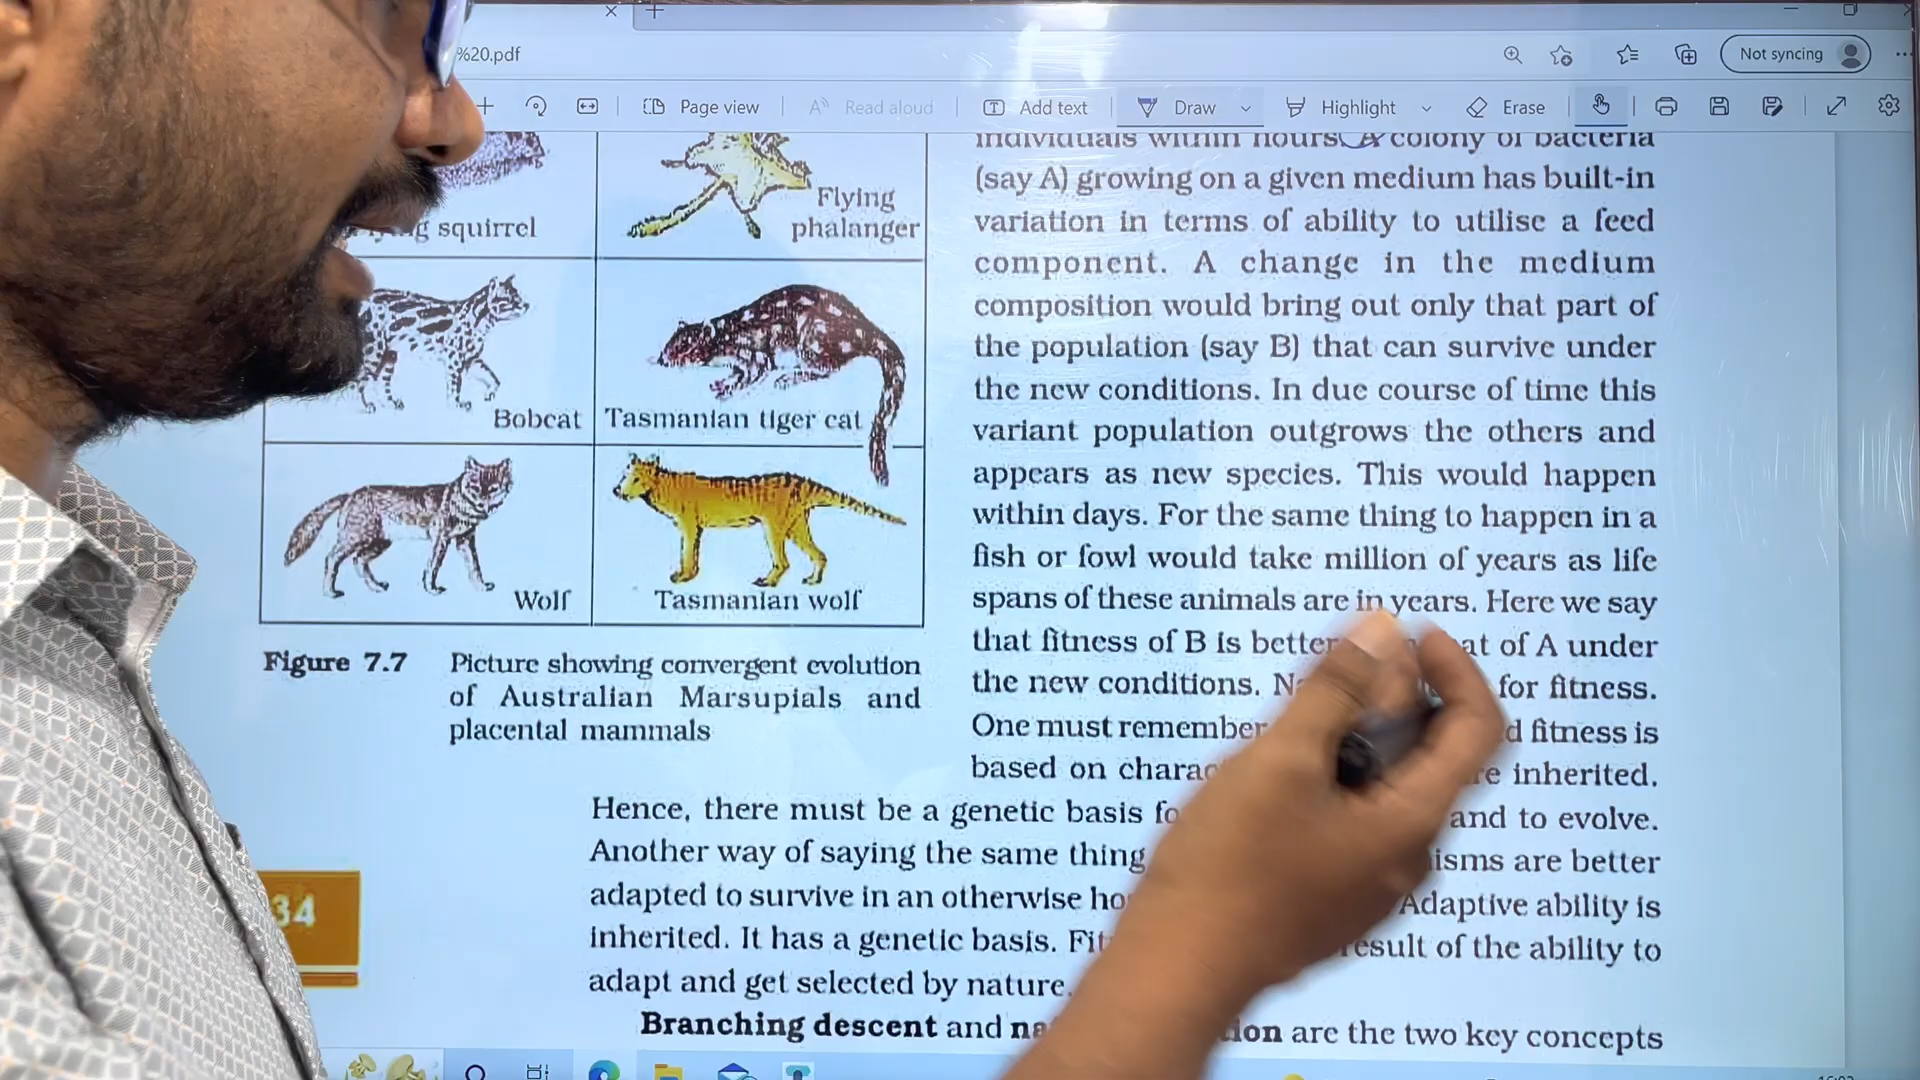 %20.pdf
Not syncing
Page view
Read aloud
Add text
Draw
Highlight
Erase
squirrel
Flying
phalanger
Bobcat
Tasmanian tiger cat
Wolf
Tasmanian wolf
Figure 7.7 Picture showing convergent evolution
of Australian Marsupials and
placental mammals
34
individuals within hours. A colony of bacteria
(say A) growing on a given medium has built-in
variation in terms of ability to utilise a feed
component. A change in the medium
composition would bring out only that part of
the population (say B) that can survive under
the new conditions. In due course of time this
variant population outgrows the others and
appears as new species. This would happen
within days. For the same thing to happen in a
fish or fowl would take million of years as life
spans of these animals are in years. Here we say
that fitness of B is better of A under
the new conditions. for fitness.
One must remember fitness is
based on inherited.
Hence, there must be a genetic basis and to evolve.
Another way of saying the same thing are better
adapted to survive in an otherwise Adaptive ability is
inherited. It has a genetic basis. result of the ability to
adapt and get selected by nature.
Branching descent and are the two key concepts